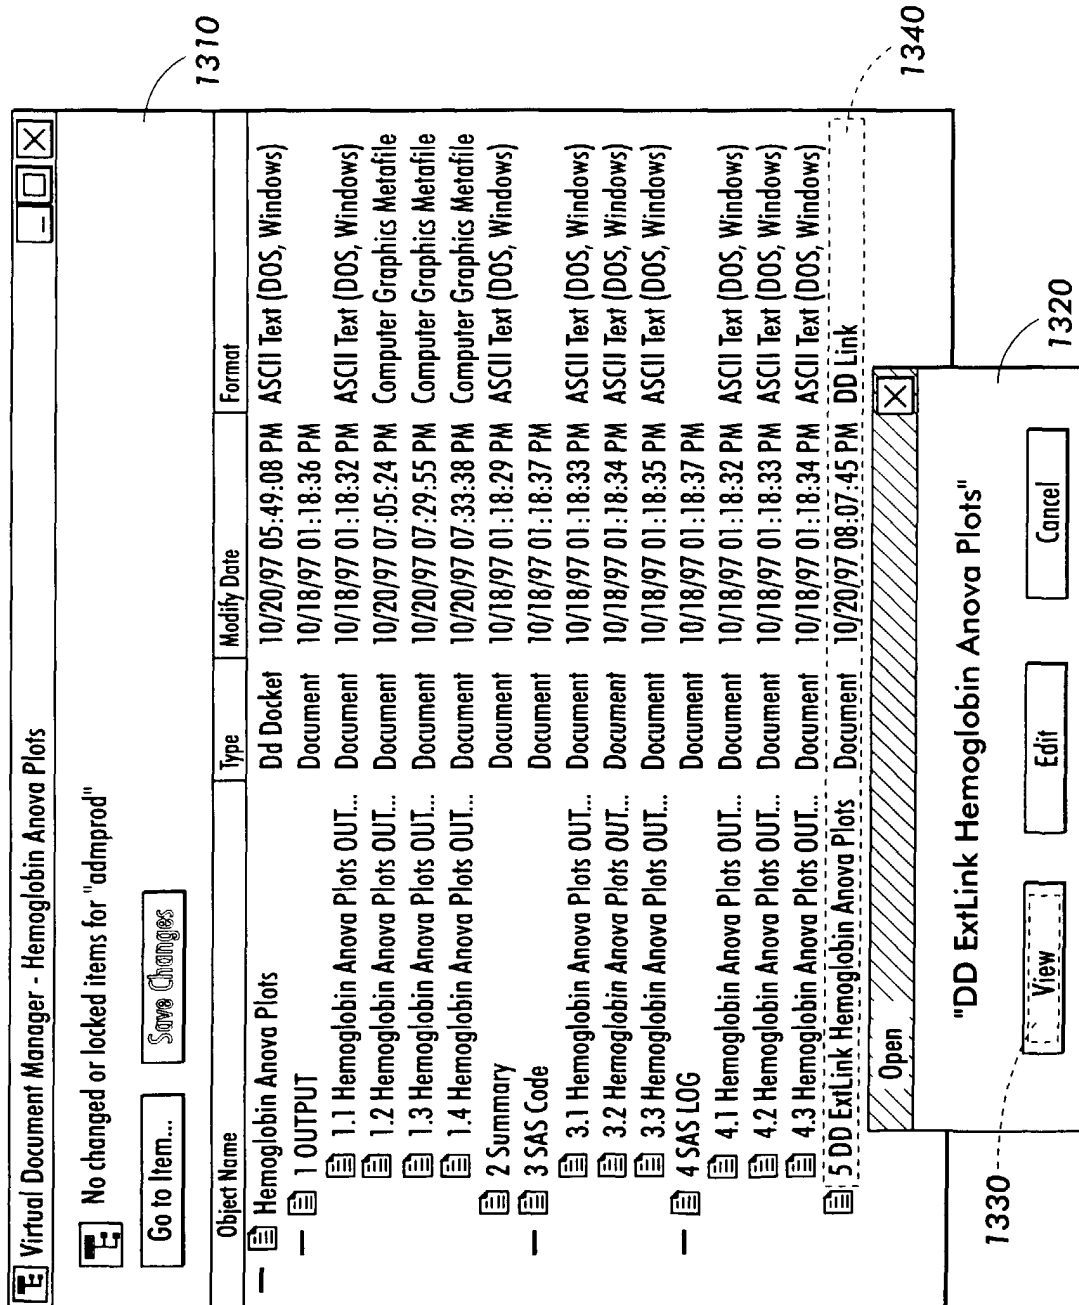 Virtual Document Manager - Hemoglobin Anova Plots
No changed or locked items for "admprod"
Go to Item... Save Changes
1310
Object Name Type Modify Date Format
Hemoglobin Anova Plots Dd Docket 10/20/97 05:49:08 PM ASCII Text (DOS, Windows)
1 OUTPUT Document 10/18/97 01:18:36 PM
1.1 Hemoglobin Anova Plots OUT... Document 10/18/97 01:18:32 PM ASCII Text (DOS, Windows)
1.2 Hemoglobin Anova Plots OUT... Document 10/20/97 07:05:24 PM Computer Graphics Metafile
1.3 Hemoglobin Anova Plots OUT... Document 10/20/97 07:29:55 PM Computer Graphics Metafile
1.4 Hemoglobin Anova Plots OUT... Document 10/20/97 07:33:38 PM Computer Graphics Metafile
2 Summary Document 10/18/97 01:18:29 PM ASCII Text (DOS, Windows)
3 SAS Code Document 10/18/97 01:18:37 PM
3.1 Hemoglobin Anova Plots OUT... Document 10/18/97 01:18:33 PM ASCII Text (DOS, Windows)
3.2 Hemoglobin Anova Plots OUT... Document 10/18/97 01:18:34 PM ASCII Text (DOS, Windows)
3.3 Hemoglobin Anova Plots OUT... Document 10/18/97 01:18:35 PM ASCII Text (DOS, Windows)
4 SAS LOG Document 10/18/97 01:18:37 PM
4.1 Hemoglobin Anova Plots OUT... Document 10/18/97 01:18:32 PM ASCII Text (DOS, Windows)
4.2 Hemoglobin Anova Plots OUT... Document 10/18/97 01:18:33 PM ASCII Text (DOS, Windows)
4.3 Hemoglobin Anova Plots OUT... Document 10/18/97 01:18:34 PM ASCII Text (DOS, Windows)
5 DD ExtLink Hemoglobin Anova Plots Document 10/20/97 08:07:45 PM DD Link
1340
Open
"DD ExtLink Hemoglobin Anova Plots"
View Edit Cancel
1330
1320